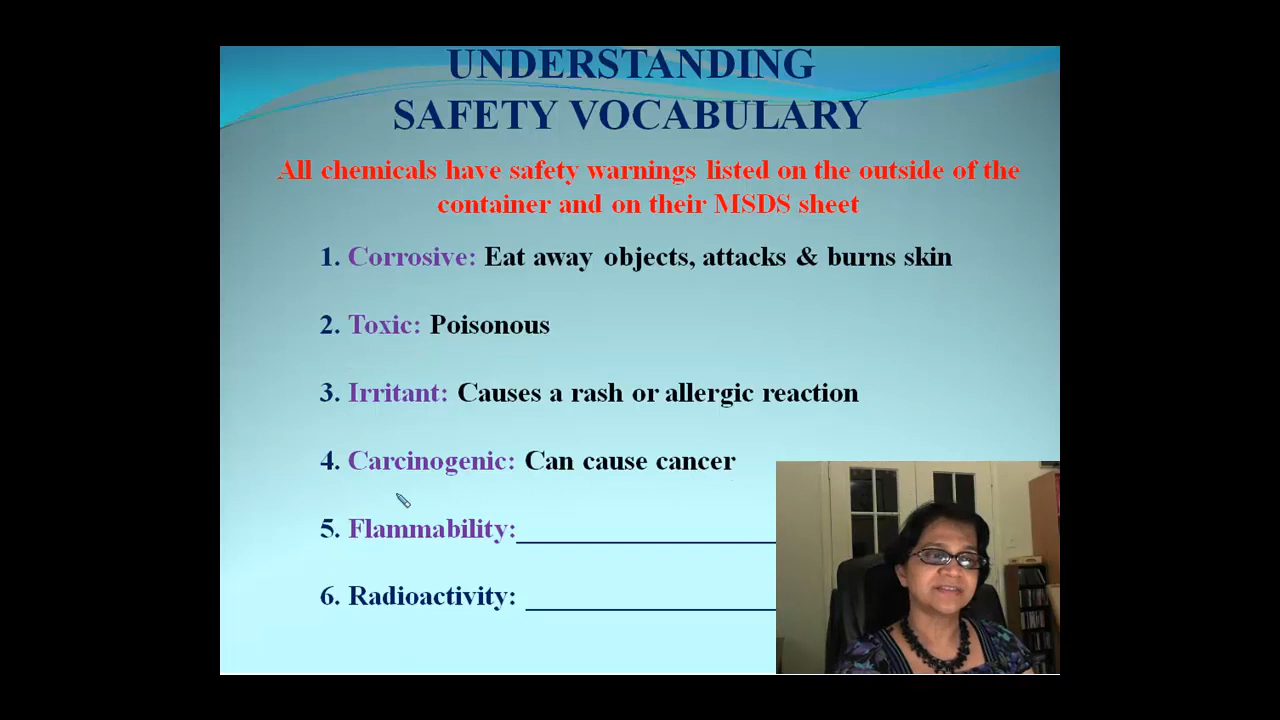 UNDERSTANDING
SAFETY VOCABULARY
All chemicals have safety warnings listed on the outside of the
container and on their MSDS sheet
1. Corrosive: Eat away objects, attacks & burns skin
2. Toxic: Poisonous
3. Irritant: Causes a rash or allergic reaction
4. Carcinogenic: Can cause cancer
5. Flammability:___________________
6. Radioactivity: ___________________